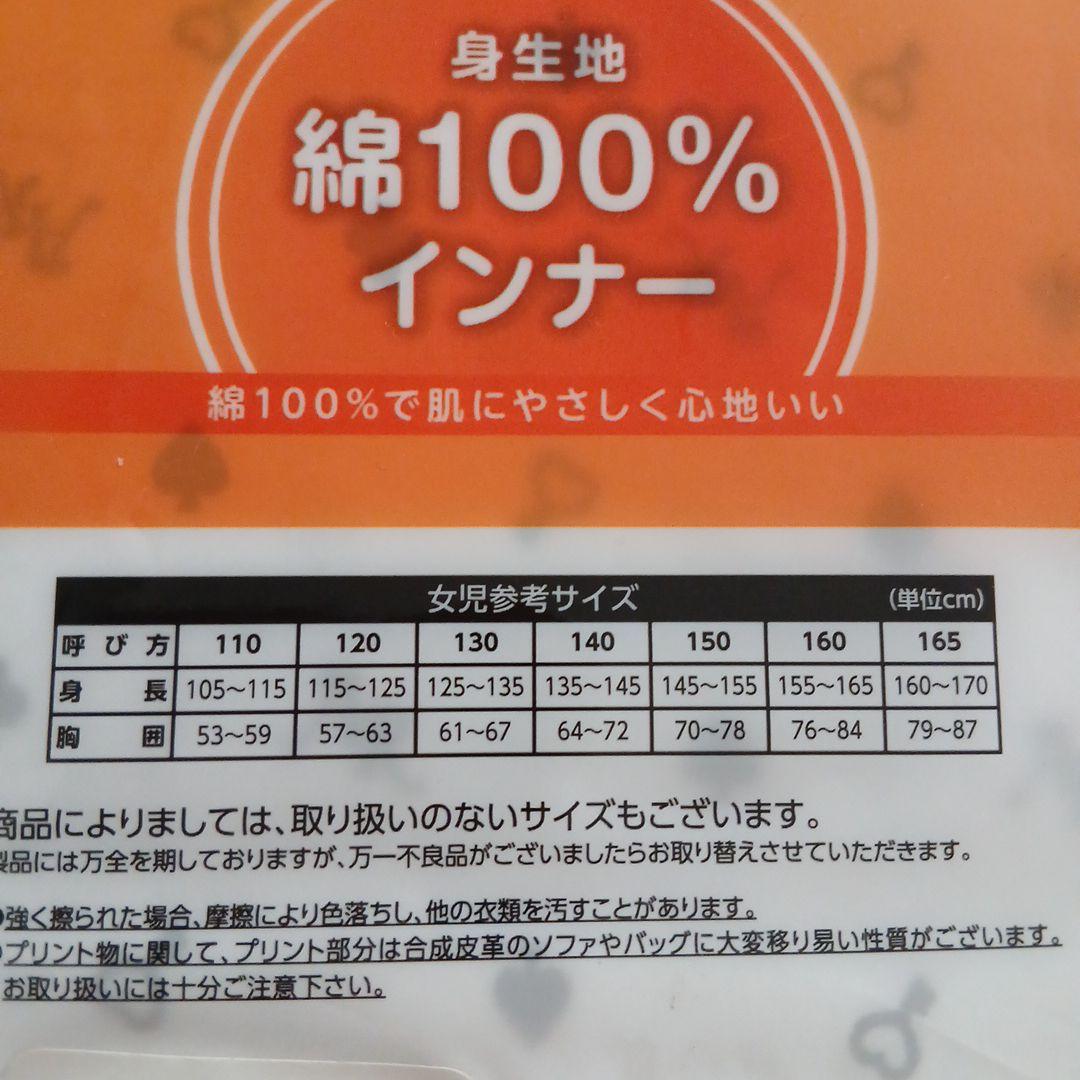 身生地
綿100%
インナー
綿100%で肌にやさしく心地いい
女児参考サイズ (単位cm)
呼び方 110 120 130 140 150 160 165
身長 105～115 115～125 125～135 135～145 145～155 155～165 160～170
胸囲 53～59 57～63 61～67 64～72 70～78 76～84 79～87
商品によりましては、取り扱いのないサイズもございます。
製品には万全を期しておりますが、万一不良品がございましたらお取り替えさせていただきます。
●強く擦られた場合、摩擦により色落ちし、他の衣類を汚すことがあります。
●プリント物に関して、プリント部分は合成皮革のソファやバッグに大変移り易い性質がございます。
お取り扱いには十分ご注意下さい。